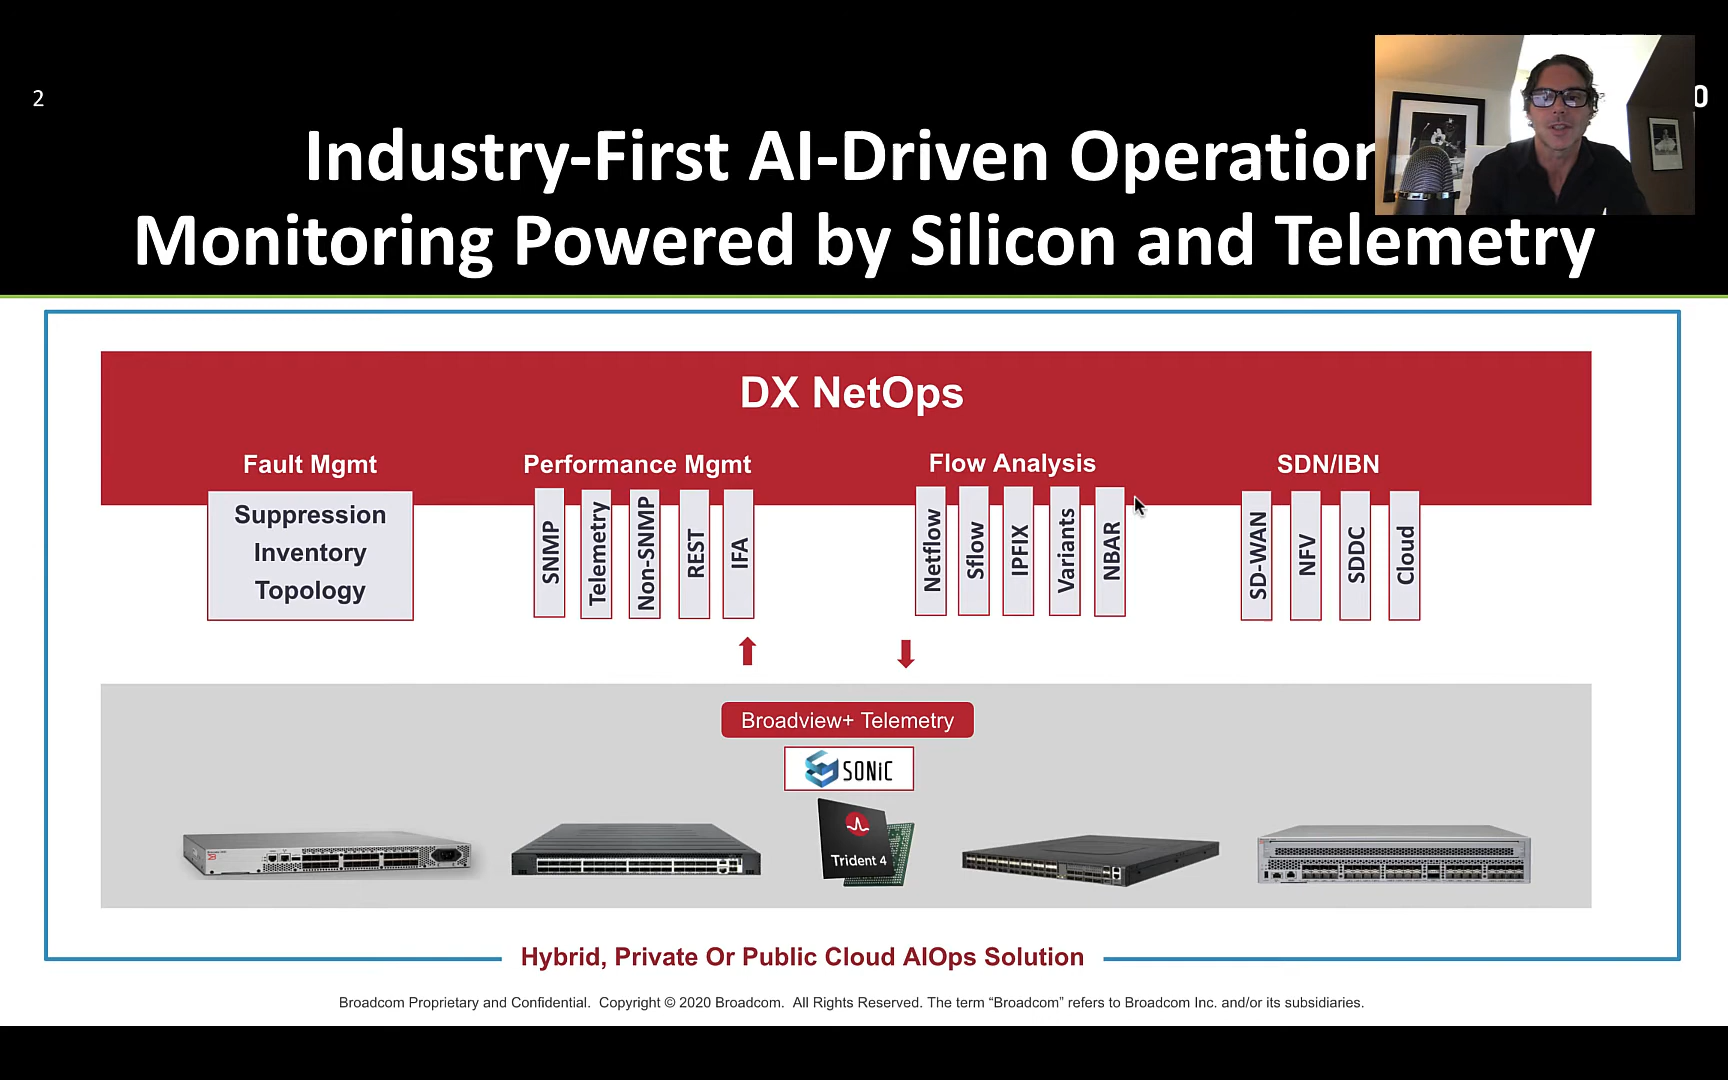 2
Industry-First AI-Driven Operation
Monitoring Powered by Silicon and Telemetry
DX NetOps
Fault Mgmt
Suppression
Inventory
Topology
Performance Mgmt
SNMP
Telemetry
Non-SNMP
REST
IFA
Flow Analysis
Netflow
Sflow
IPFIX
Variants
NBAR
SDN/IBN
SD-WAN
NFV
SDDC
Cloud
Broadview+ Telemetry
SONiC
Trident 4
Hybrid, Private Or Public Cloud AIOps Solution
Broadcom Proprietary and Confidential. Copyright © 2020 Broadcom. All Rights Reserved. The term “Broadcom” refers to Broadcom Inc. and/or its subsidiaries.